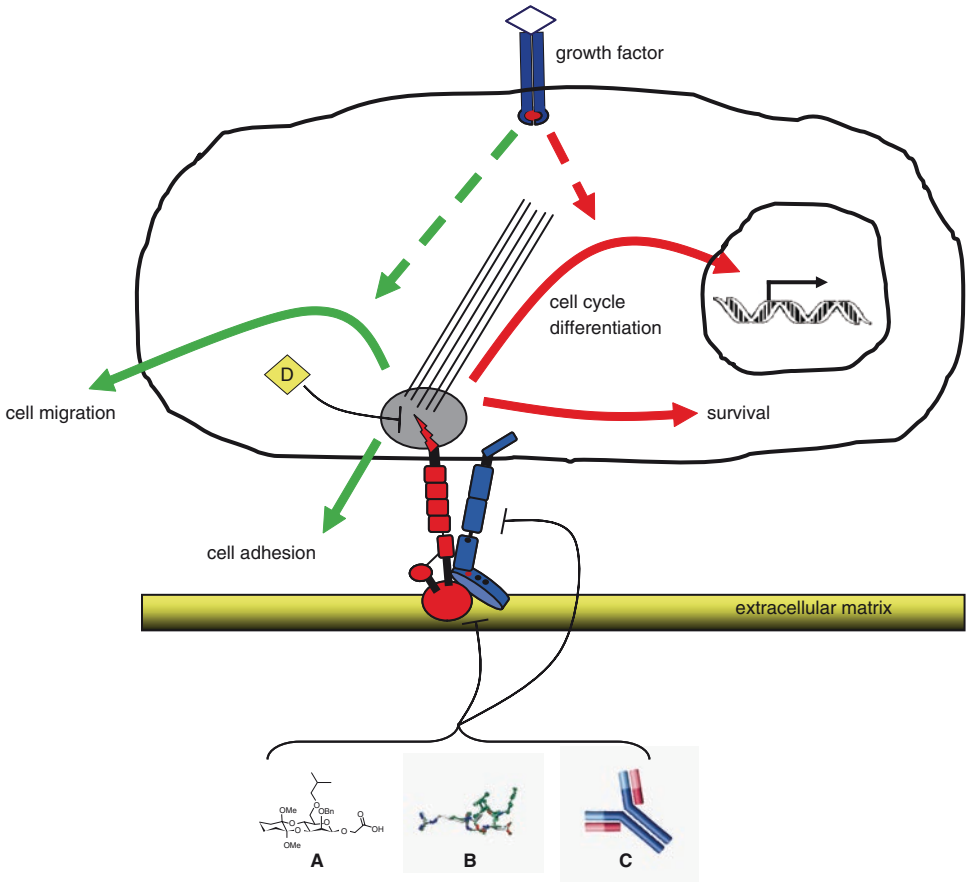 growth factor
cell cycle
differentiation
D
cell migration
survival
cell adhesion
extracellular matrix
OMe
O
OBn
O
O
O
O
O
OH
OMe
A
B
C